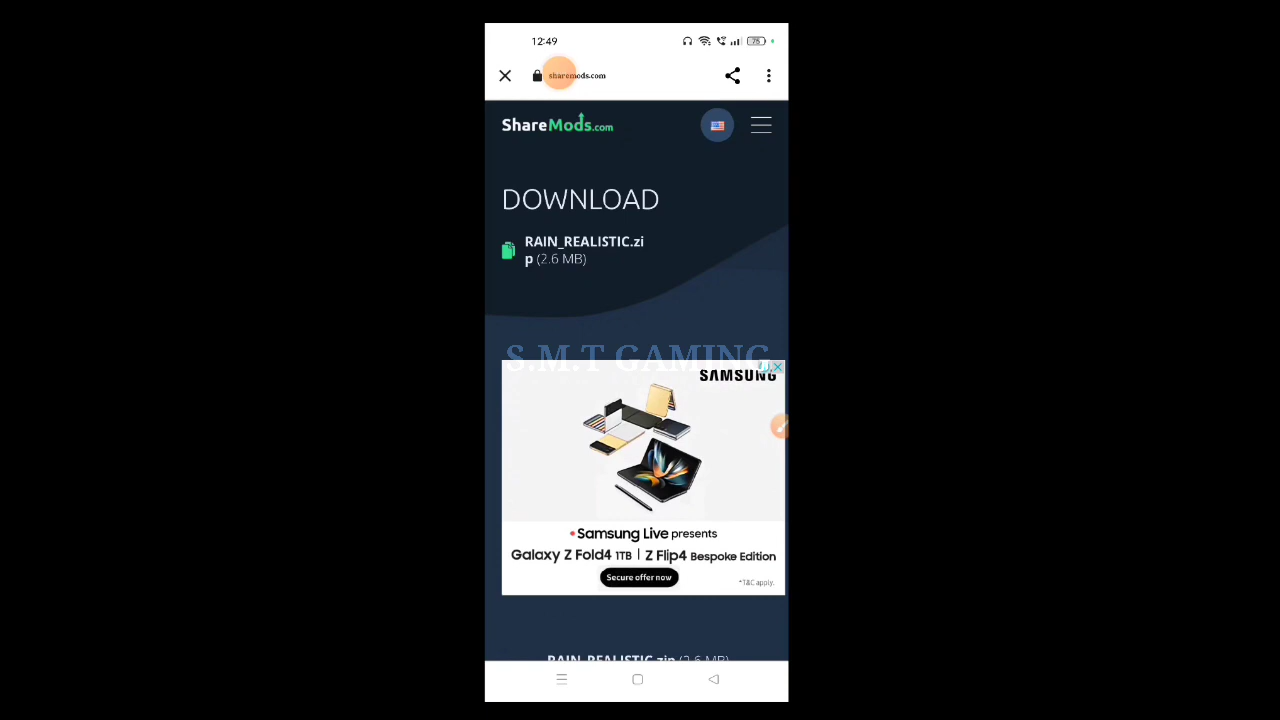 12:49
75
sharemods.com
ShareMods.com
DOWNLOAD
RAIN_REALISTIC.zi
p (2.6 MB)
S.M.T GAMING
SAMSUNG
Samsung Live presents
Galaxy Z Fold4 1TB | Z Flip4 Bespoke Edition
Secure offer now
*T&C apply.
RAIN_REALISTIC.zip (2.6 MB)